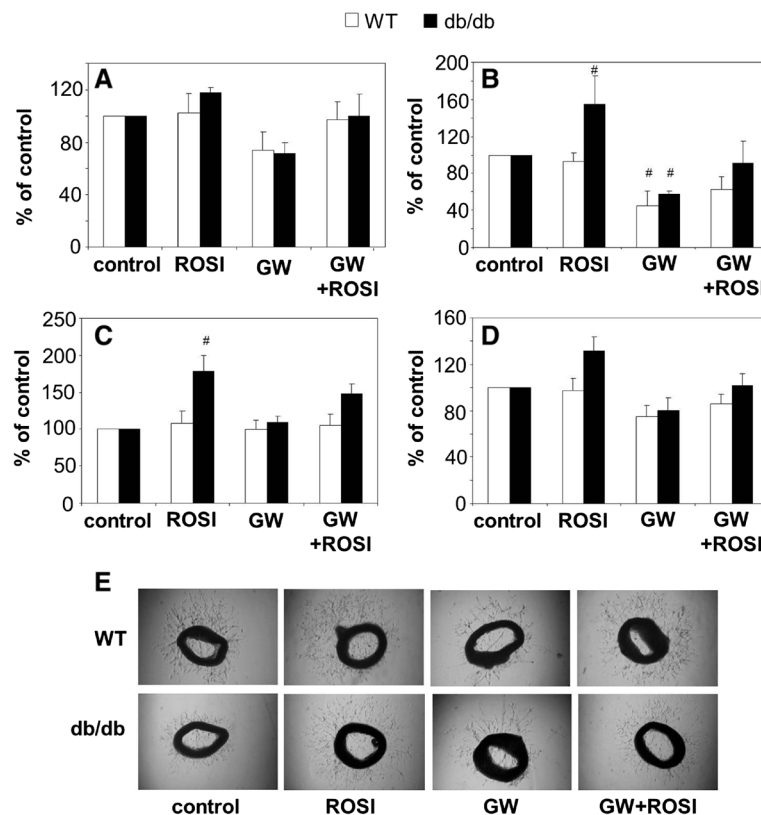 WT db/db
A
% of control
120
80
40
0
control ROSI GW GW
+ROSI
B
% of control
200
160
120
80
40
0
#
# #
control ROSI GW GW
+ROSI
C
% of control
250
200
150
100
50
0
#
control ROSI GW GW
+ROSI
D
% of control
160
120
80
40
0
control ROSI GW GW
+ROSI
E
WT
db/db
control ROSI GW GW+ROSI